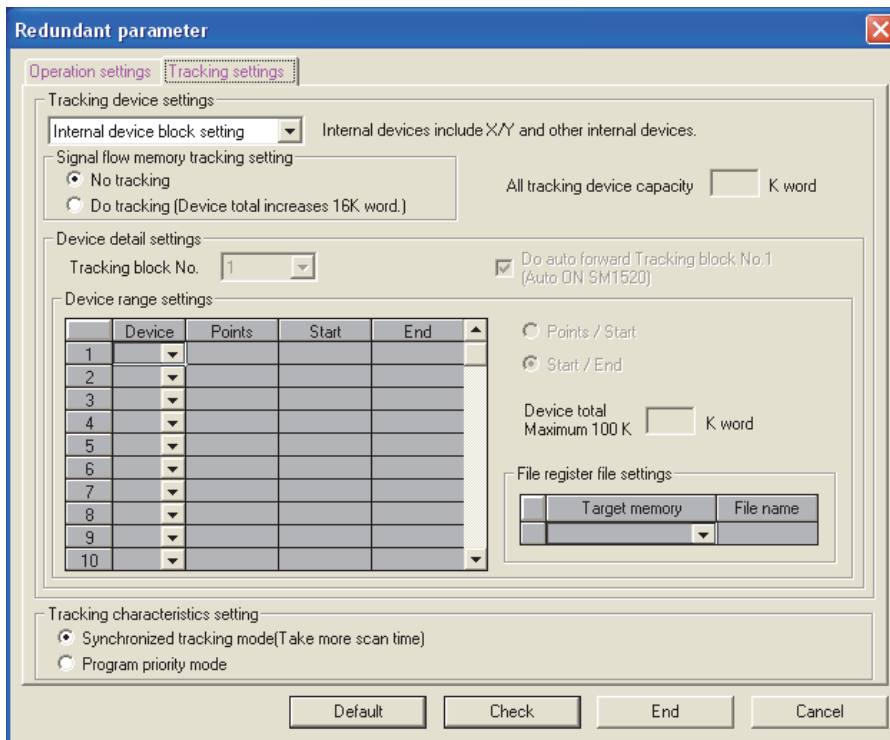 Redundant parameter
Operation settings Tracking settings
Tracking device settings
Internal device block setting Internal devices include X/Y and other internal devices.
Signal flow memory tracking setting
No tracking
Do tracking (Device total increases 16K word.)
All tracking device capacity K word
Device detail settings
Tracking block No. 1
Do auto forward Tracking block No.1
(Auto ON SM1520)
Device range settings
Device Points Start End
1
2
3
4
5
6
7
8
9
10
Points / Start
Start / End
Device total
Maximum 100 K K word
File register file settings
Target memory File name
Tracking characteristics setting
Synchronized tracking mode(Take more scan time)
Program priority mode
Default Check End Cancel